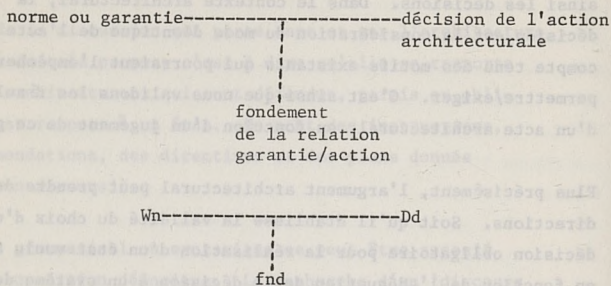 norme ou garantie----------------------décision de l'action
architecturale
fondement
de la relation
garantie/action
Wn----------------------Dd
fnd